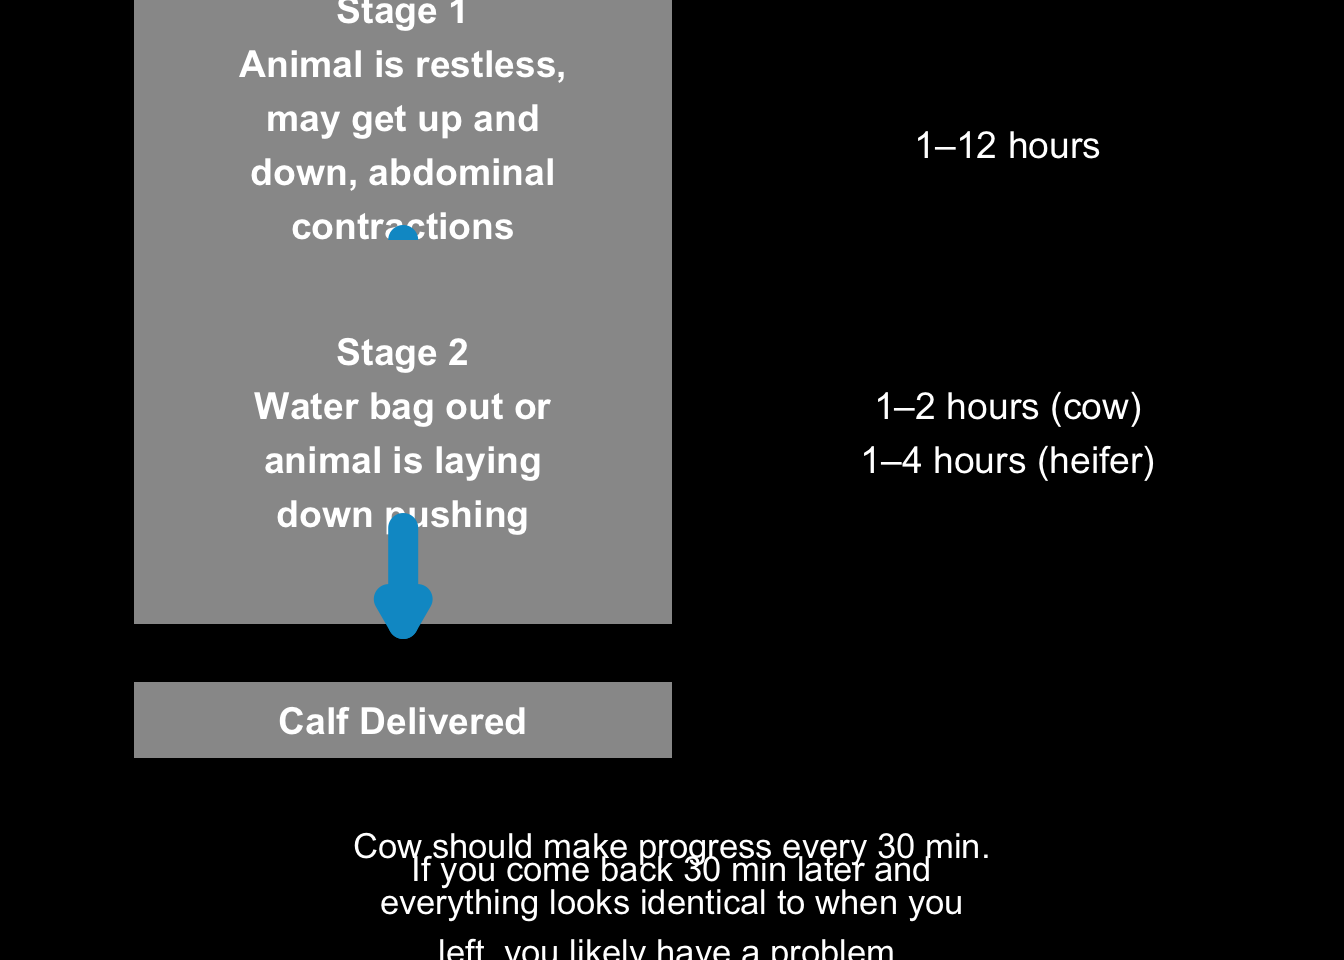 Stage 1
Animal is restless,
may get up and
down, abdominal
contractions
1–12 hours
Stage 2
Water bag out or
animal is laying
down pushing
1–2 hours (cow)
1–4 hours (heifer)
Calf Delivered
Cow should make progress every 30 min.
If you come back 30 min later and
everything looks identical to when you
left, you likely have a problem